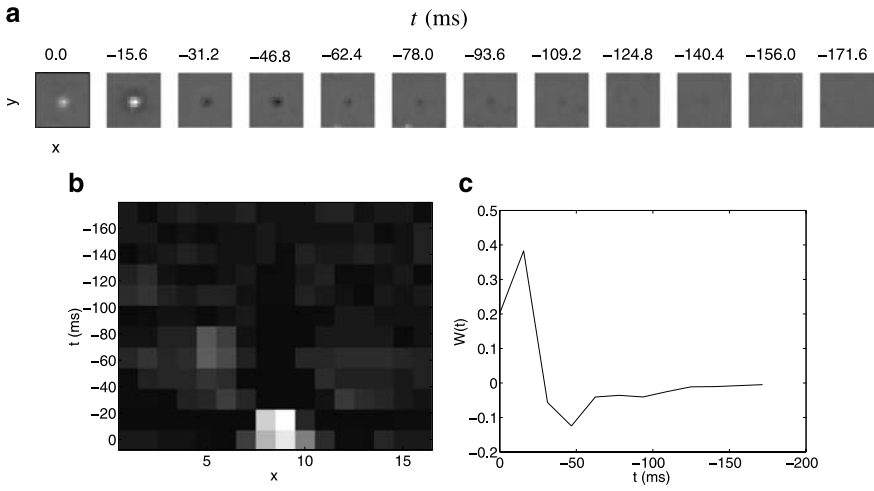 a
t (ms)
0.0 −15.6 −31.2 −46.8 −62.4 −78.0 −93.6 −109.2 −124.8 −140.4 −156.0 −171.6
y
x
b
−160
−140
−120
−100
−80
−60
−40
−20
0
t (ms)
5 10 15
x
c
0.5
0.4
0.3
0.2
0.1
0
−0.1
−0.2
W(t)
0 −50 −100 −150 −200
t (ms)